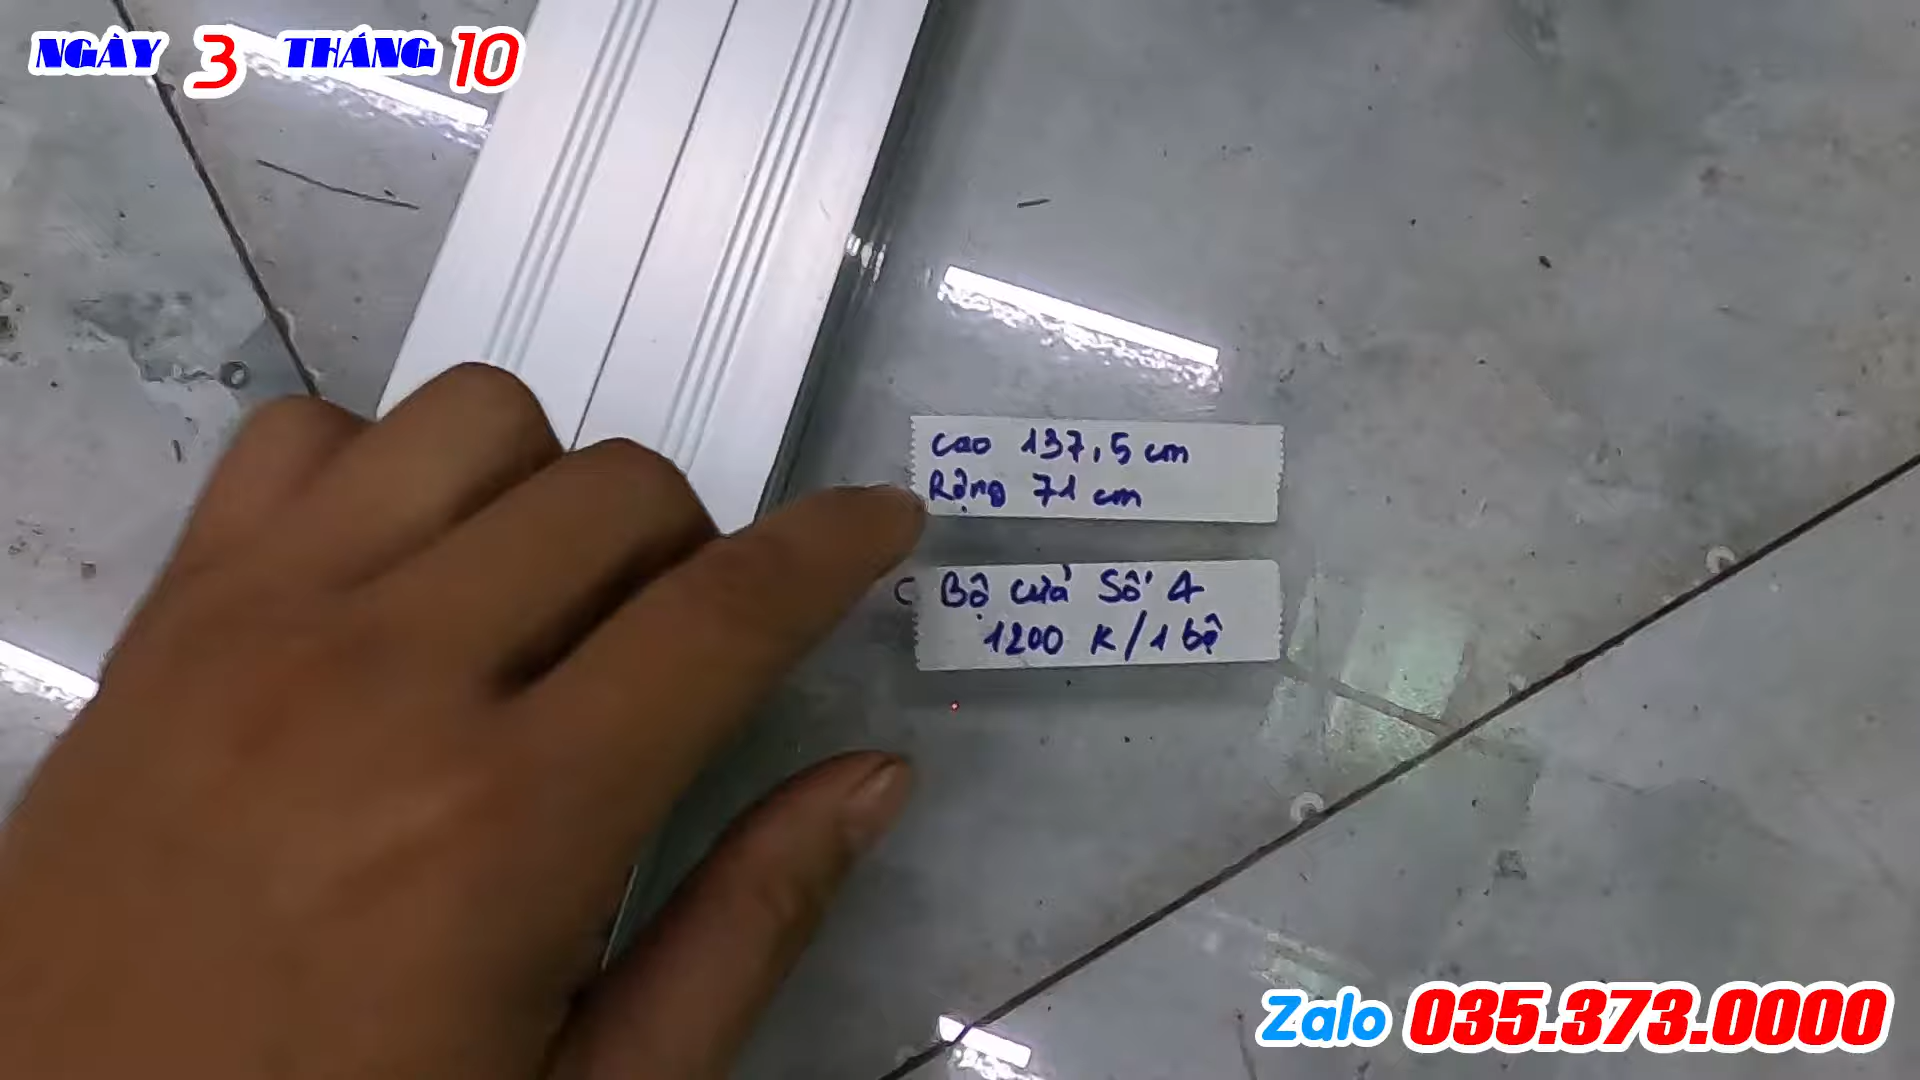 NGÀY 3 THÁNG 10
Cao 137,5 cm
Rộng 71 cm
Bộ cửa Số 4
1200 K/1 bộ
Zalo 035.373.0000